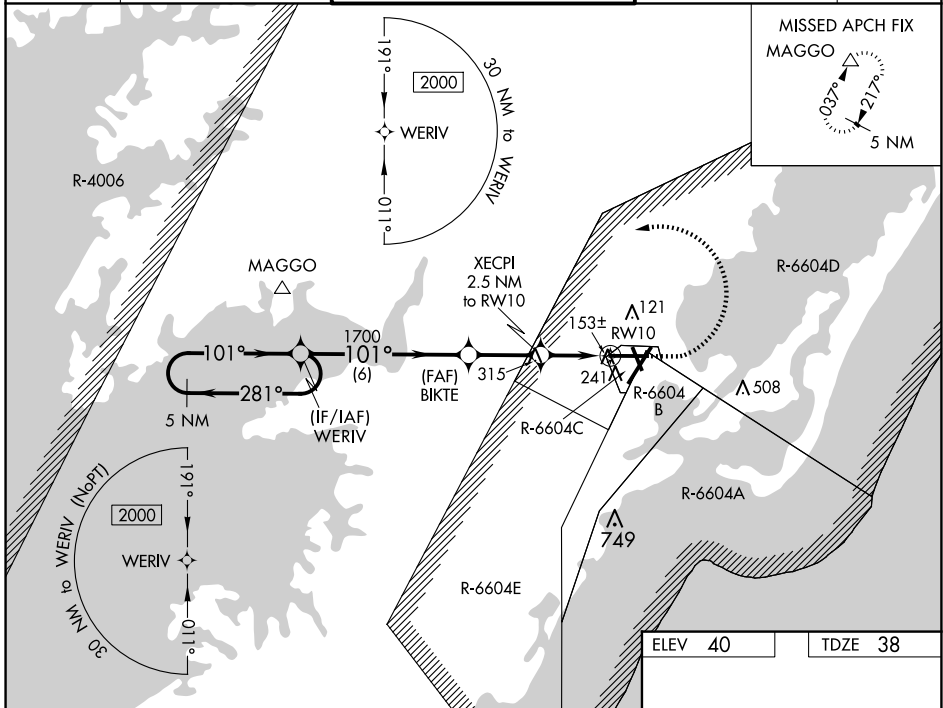 MISSED APCH FIX
MAGGO
037°
217°
5 NM
191°
2000
30 NM to WERIV
WERIV
011°
R-4006
R-6604D
MAGGO
XECPI
2.5 NM
to RW10
121
RW10
153±
1700
101°
101°
(6)
315
241
(FAF)
BIKTE
281°
5 NM
(IF/IAF)
WERIV
R-6604
B
508
R-6604C
R-6604A
749
191°
30 NM to WERIV (NoPT)
2000
WERIV
011°
R-6604E
ELEV 40
TDZE 38